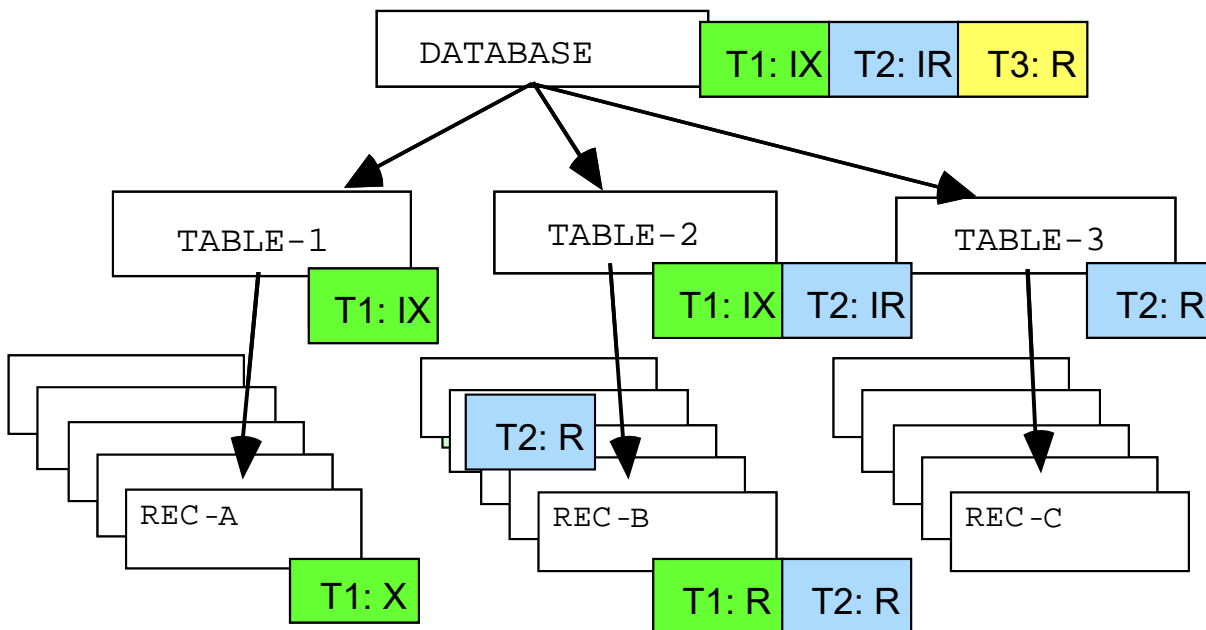 DATABASE
T1: IX T2: IR T3: R
TABLE-1
T1: IX
TABLE-2
T1: IX T2: IR
TABLE-3
T2: R
T2: R
REC-A
T1: X
REC-B
T1: R T2: R
REC-C